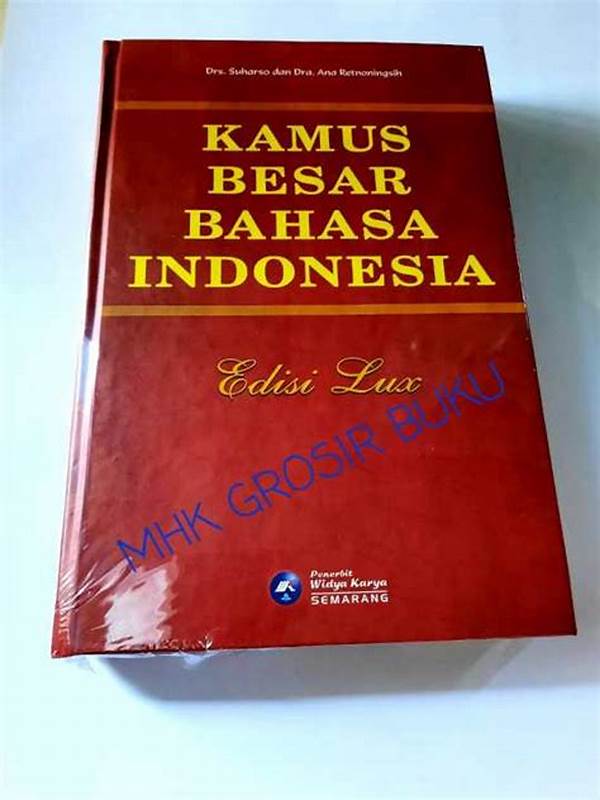 Drs. Suharso dan Dra. Ana Retnoningsih
KAMUS
BESAR
BAHASA
INDONESIA
Edisi Lux
MHK GROSIR BUKU
Penerbit
Widya Karya
SEMARANG